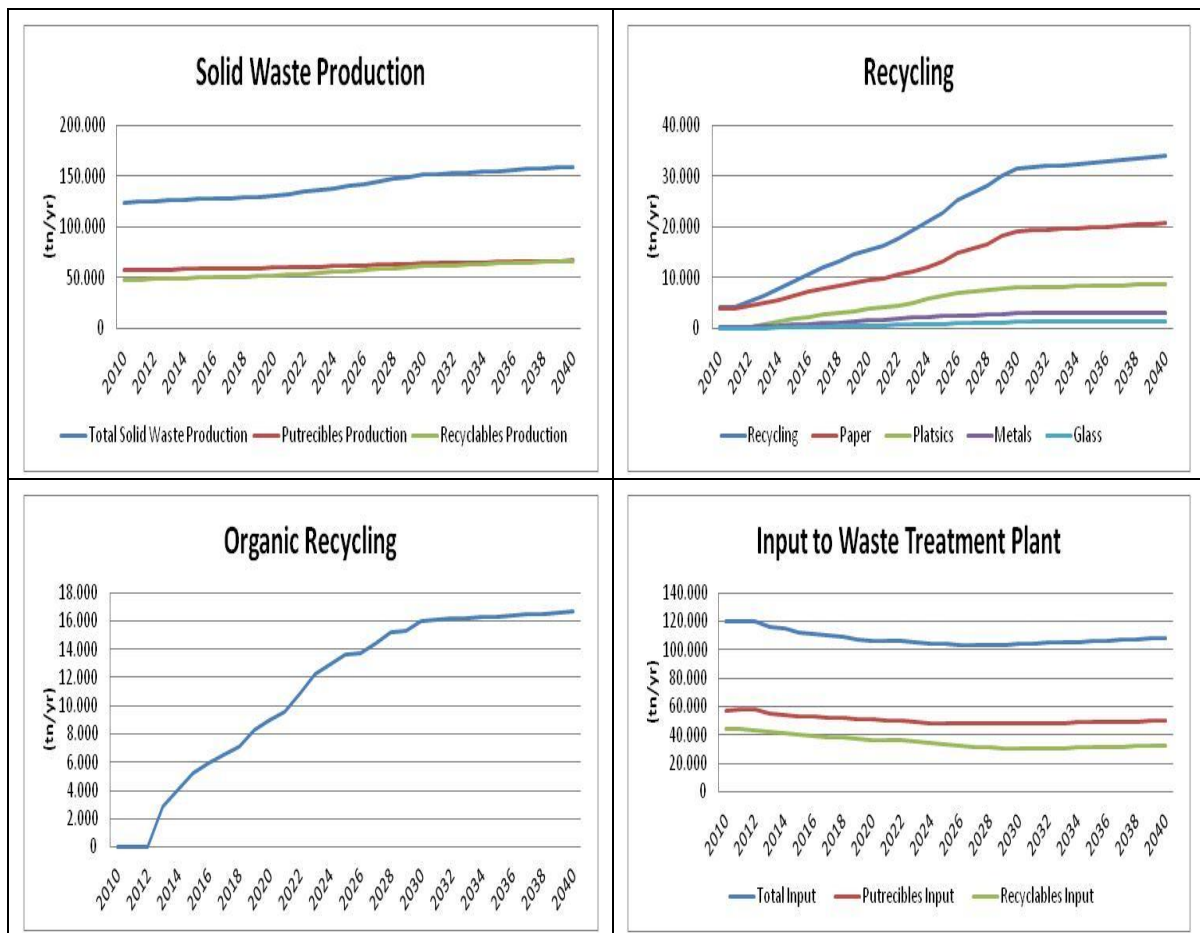 Solid Waste Production
200.000
150.000
100.000
50.000
0
(tn/yr)
2010 2012 2014 2016 2018 2020 2022 2024 2026 2028 2030 2032 2034 2036 2038 2040
Total Solid Waste Production Putrecibles Production Recyclables Production
Recycling
40.000
30.000
20.000
10.000
0
(tn/yr)
2010 2012 2014 2016 2018 2020 2022 2024 2026 2028 2030 2032 2034 2036 2038 2040
Recycling Paper Platsics Metals Glass
Organic Recycling
18.000
16.000
14.000
12.000
10.000
8.000
6.000
4.000
2.000
0
(tn/yr)
2010 2012 2014 2016 2018 2020 2022 2024 2026 2028 2030 2032 2034 2036 2038 2040
Input to Waste Treatment Plant
140.000
120.000
100.000
80.000
60.000
40.000
20.000
0
(tn/yr)
2010 2012 2014 2016 2018 2020 2022 2024 2026 2028 2030 2032 2034 2036 2038 2040
Total Input Putrecibles Input Recyclables Input